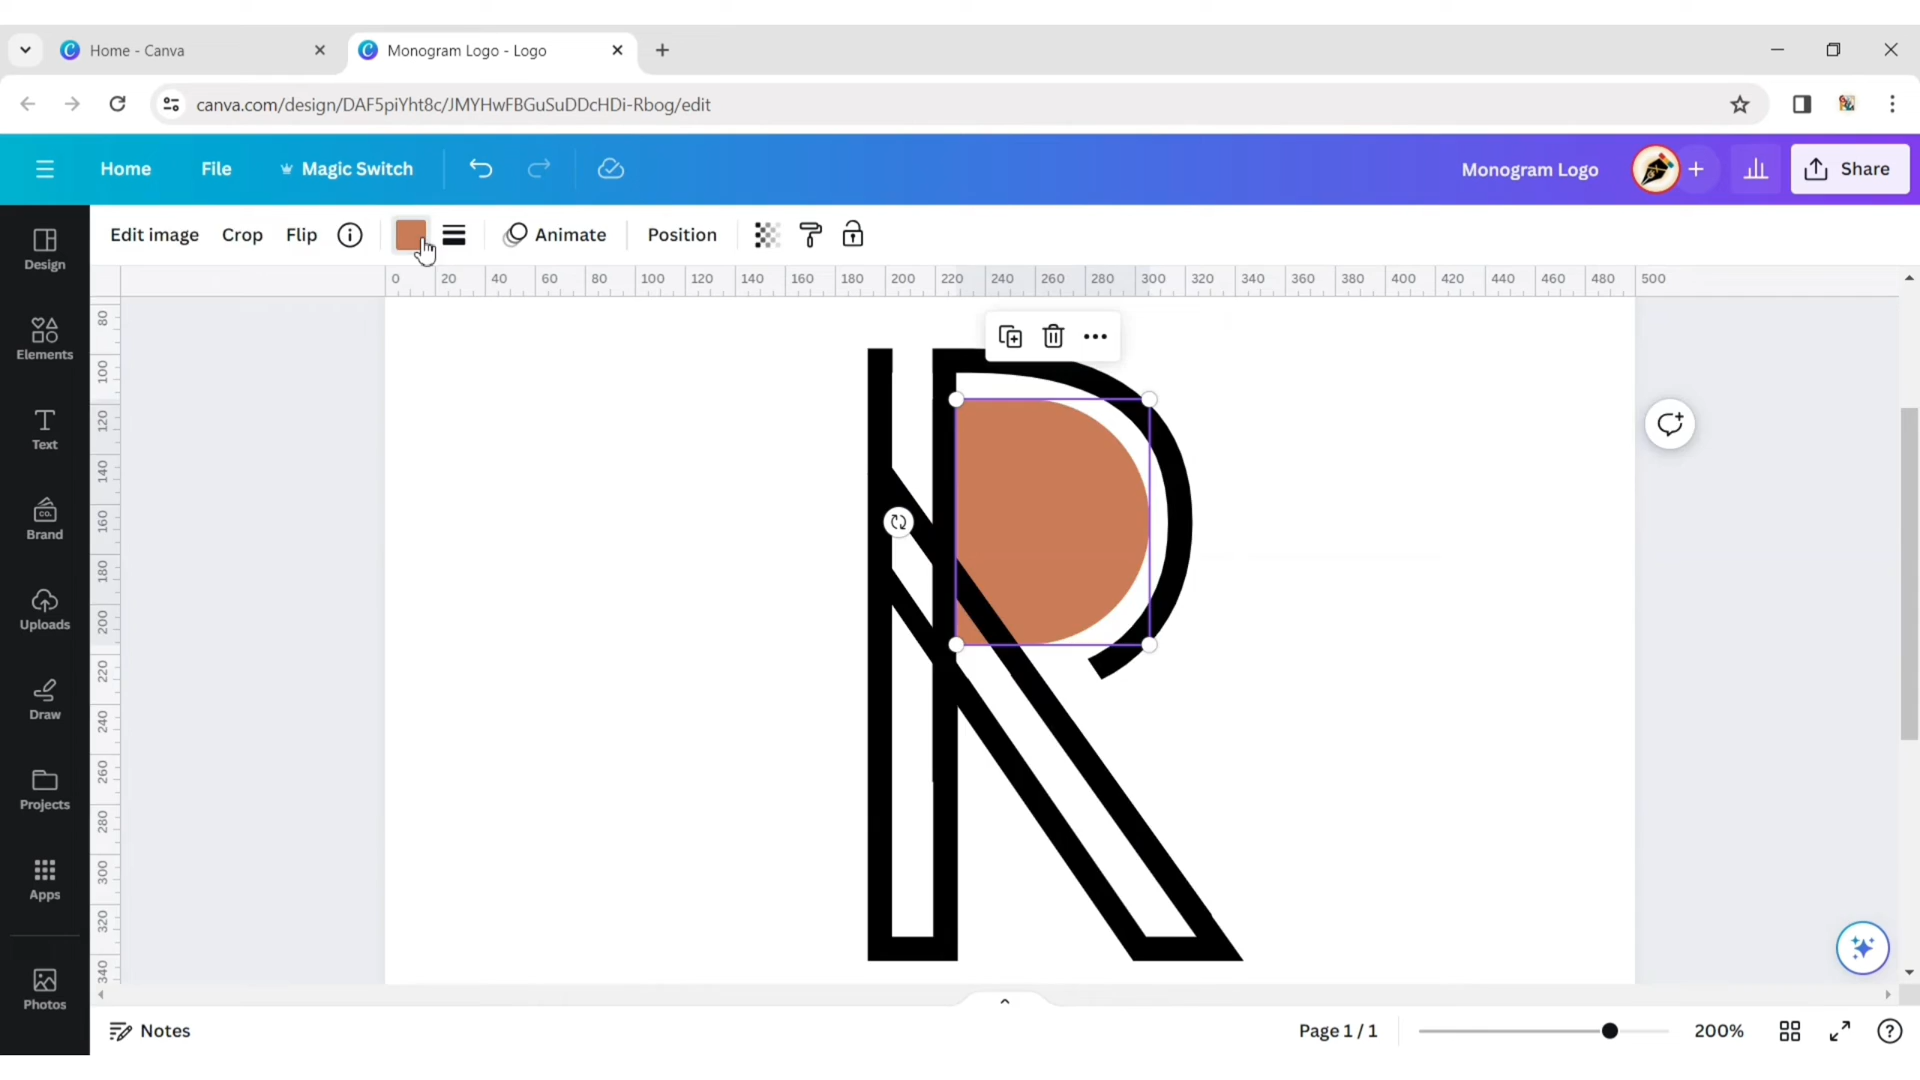 Home - Canva
Monogram Logo - Logo
canva.com/design/DAF5piYht8c/JMYHwFBGuSuDDcHDi-Rbog/edit
Home File Magic Switch
Monogram Logo
Share
Edit image Crop Flip
Animate Position
0 20 40 60 80 100 120 140 160 180 200 220 240 260 280 300 320 340 360 380 400 420 440 460 480 500
80
100
120
140
160
180
200
220
240
260
280
300
320
340
Design
Elements
Text
CO.
Brand
Uploads
Draw
Projects
Apps
Photos
Notes
Page 1 / 1
200%